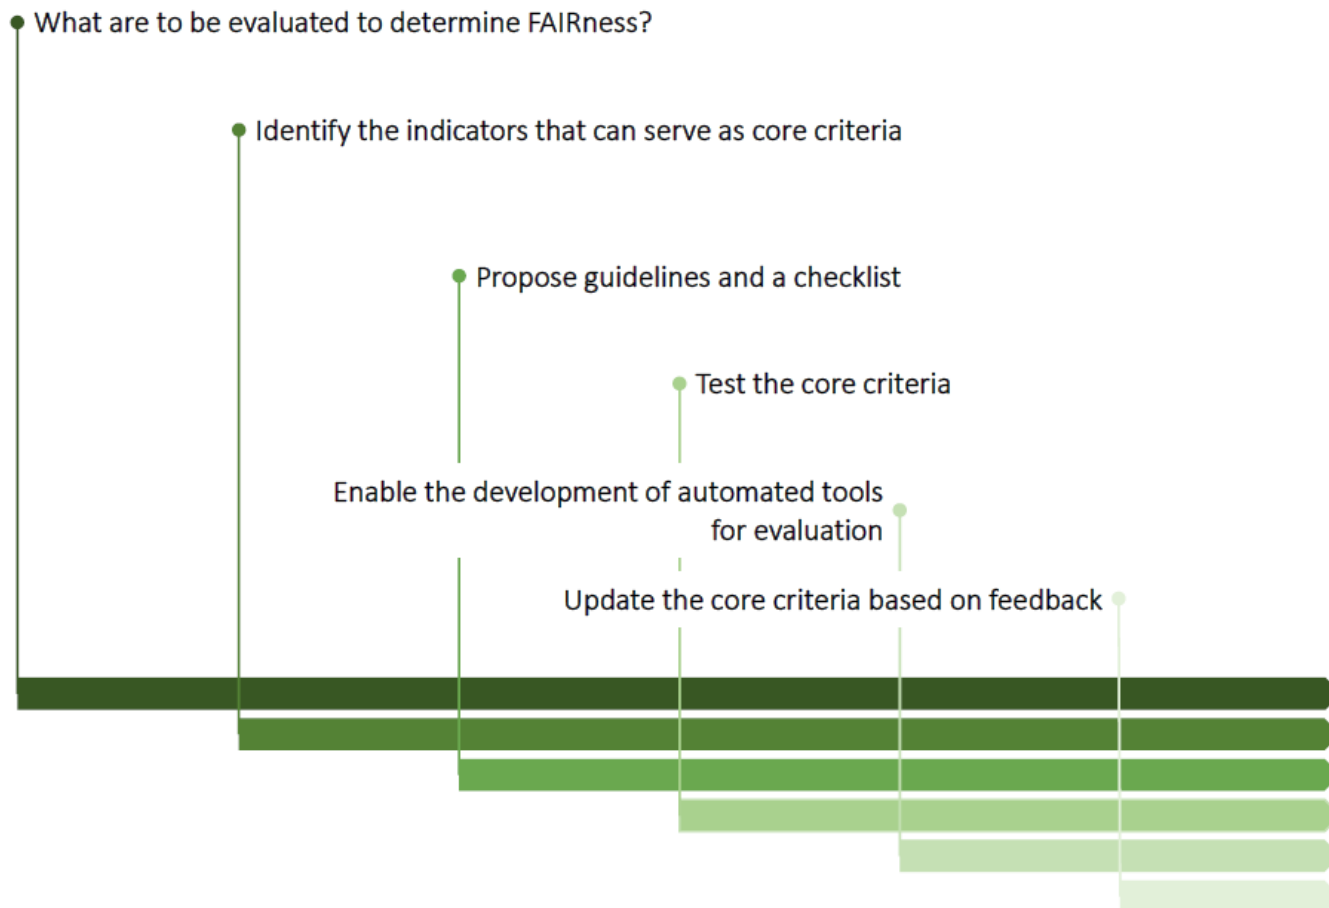 What are to be evaluated to determine FAIRness?
Identify the indicators that can serve as core criteria
Propose guidelines and a checklist
Test the core criteria
Enable the development of automated tools
for evaluation
Update the core criteria based on feedback